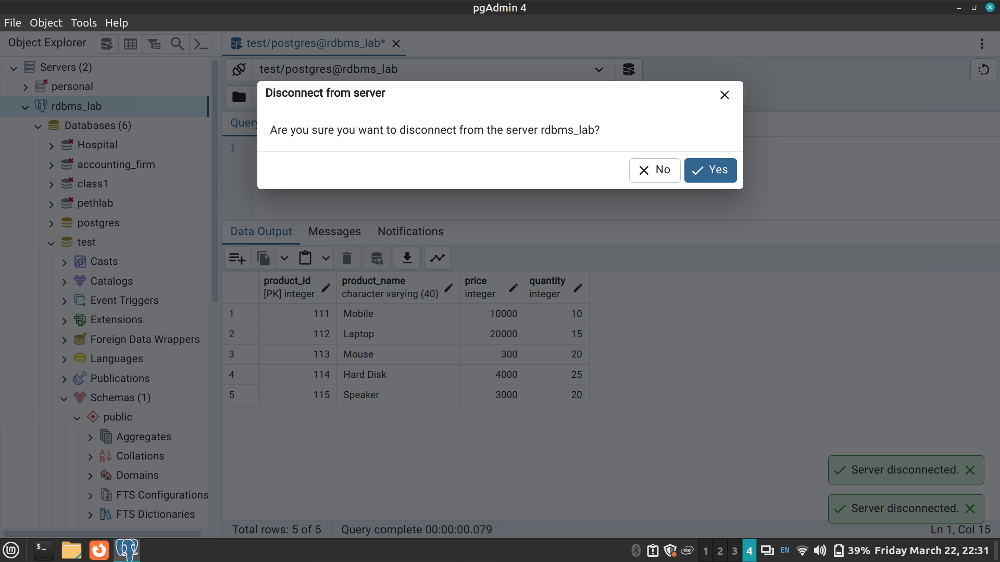 pgAdmin 4
File Object Tools Help
Object Explorer
test/postgres@rdbms_lab*
Servers (2)
personal
rdbms_lab
Databases (6)
Hospital
accounting_firm
class1
pethlab
postgres
test
Casts
Catalogs
Event Triggers
Extensions
Foreign Data Wrappers
Languages
Publications
Schemas (1)
public
Aggregates
Collations
Domains
FTS Configurations
FTS Dictionaries
test/postgres@rdbms_lab
Query
1
Disconnect from server
Are you sure you want to disconnect from the server rdbms_lab?
No Yes
Data Output Messages Notifications
product_id product_name price quantity
[PK] integer character varying (40) integer integer
1 111 Mobile 10000 10
2 112 Laptop 20000 15
3 113 Mouse 300 20
4 114 Hard Disk 4000 25
5 115 Speaker 3000 20
Server disconnected.
Server disconnected.
Total rows: 5 of 5 Query complete 00:00:00.079 Ln 1, Col 15
$_ intel 1 2 3 4 EN 39% Friday March 22, 22:31